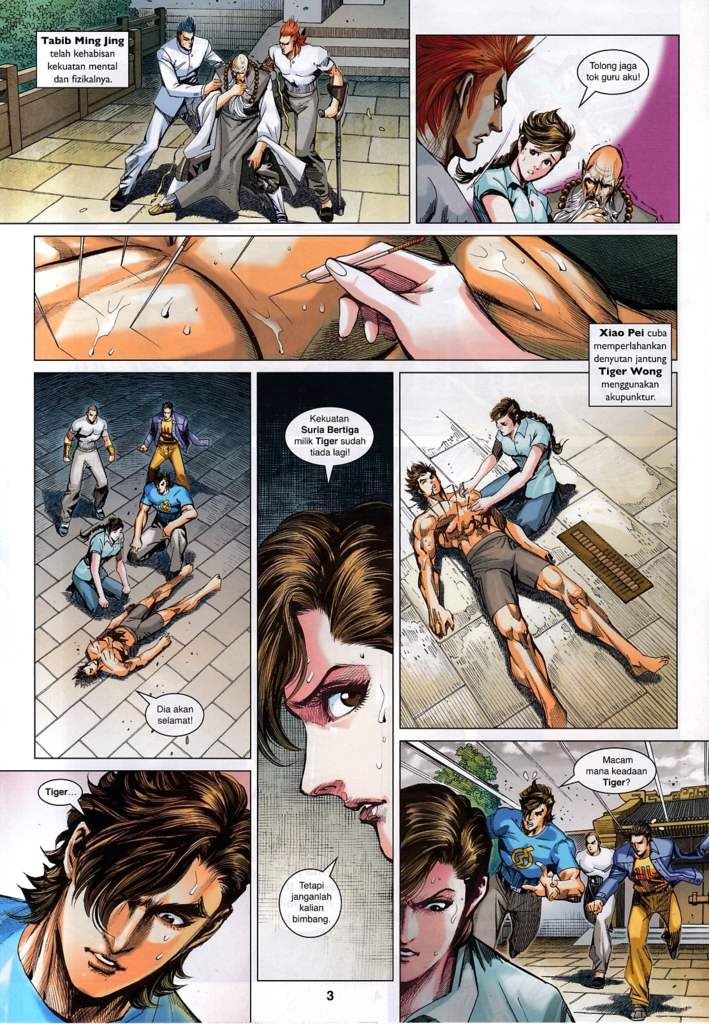 Tabib Ming Jing
telah kehabisan
kekuatan mental
dan fizikalnya.
Tolong jaga
tok guru aku!
Xiao Pei cuba
memperlahankan
denyutan jantung
Tiger Wong
menggunakan
akupunktur.
Macam
mana keadaan
Tiger?
Kekuatan
Suria Bertiga
milik Tiger sudah
tiada lagi!
Tetapi
janganlah
kalian
bimbang.
Dia akan
selamat!
Tiger...
3